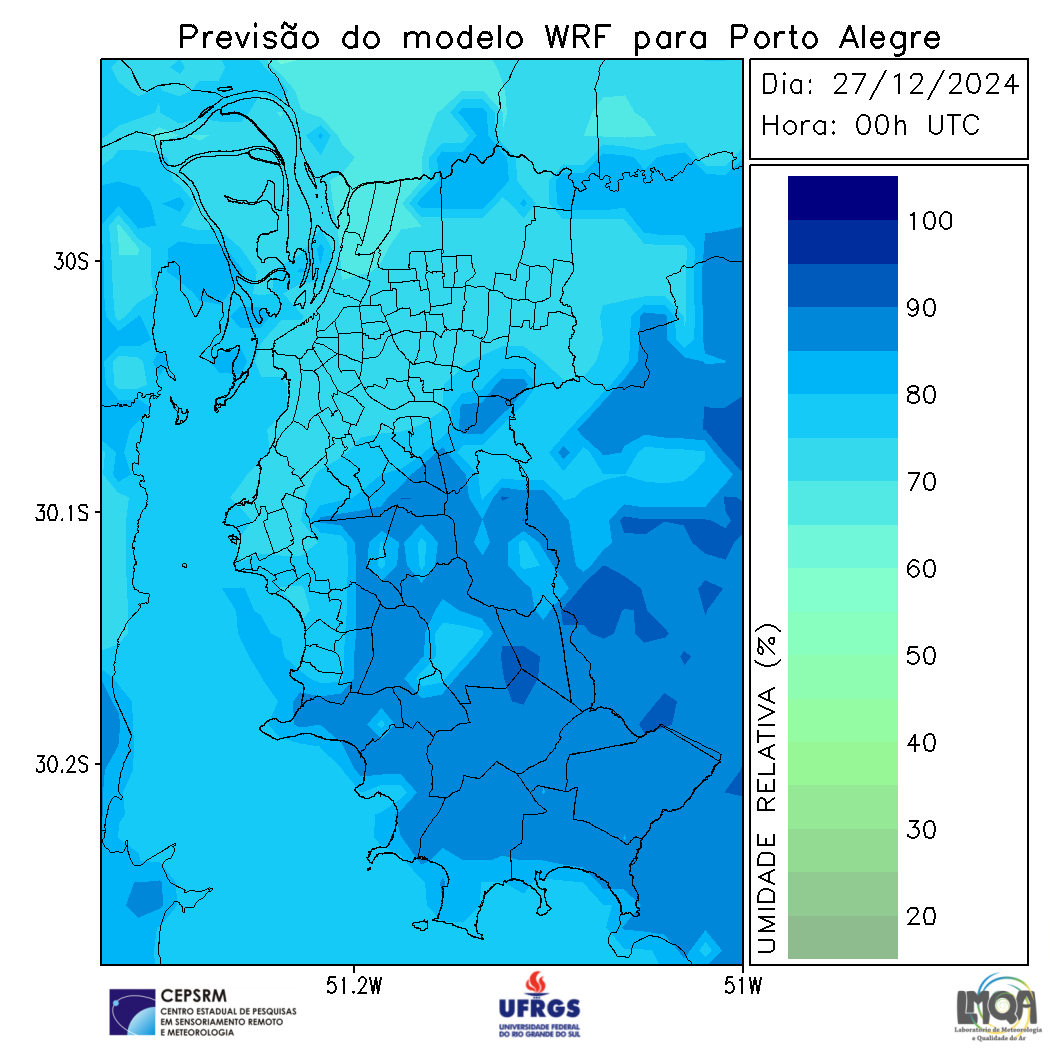 Previsão do modelo WRF para Porto Alegre
Dia: 27/12/2024
Hora: 00h UTC
100
90
80
70
60
50
40
30
20
UMIDADE RELATIVA (%)
30S
30.1S
30.2S
51.2W
51W
CEPSRM
CENTRO ESTADUAL DE PESQUISAS
EM SENSORIAMENTO REMOTO
E METEOROLOGIA
UFRGS
UNIVERSIDADE FEDERAL
DO RIO GRANDE DO SUL
LMQA
Laboratório de Meteorologia
e Qualidade do Ar